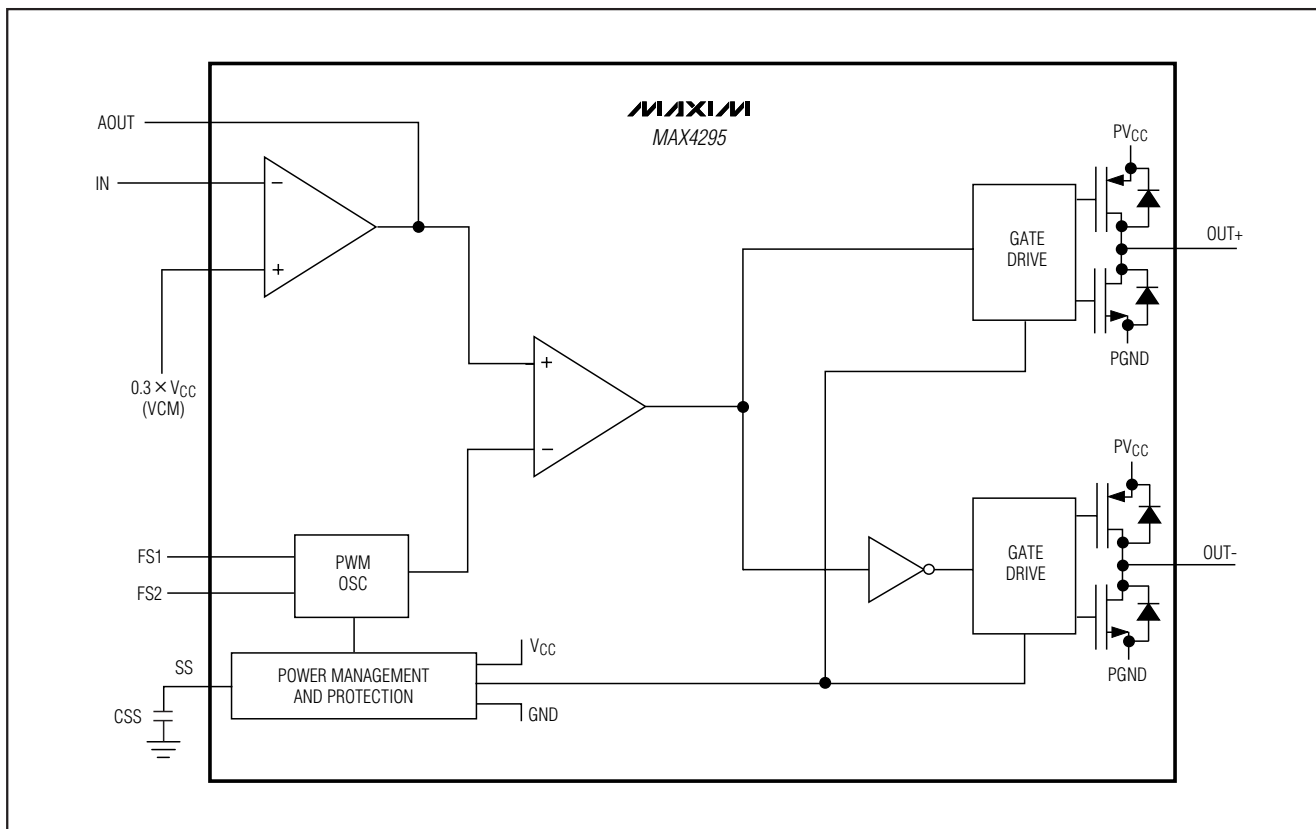 MAXIM
MAX4295
AOUT
IN
−
+
0.3 × VCC
(VCM)
+
−
FS1
FS2
PWM
OSC
SS
CSS
POWER MANAGEMENT
AND PROTECTION
VCC
GND
GATE
DRIVE
PVCC
OUT+
PGND
GATE
DRIVE
PVCC
OUT-
PGND